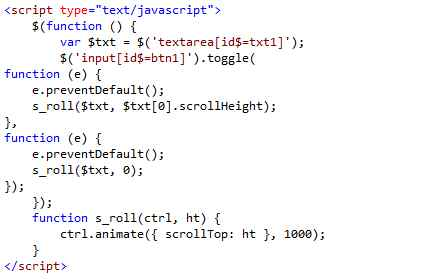 <script type="text/javascript">
    $(function () {
        var $txt = $('textarea[id$=txt1]');
        $('input[id$=btn1]').toggle(
function (e) {
    e.preventDefault();
    s_roll($txt, $txt[0].scrollHeight);
},
function (e) {
    e.preventDefault();
    s_roll($txt, 0);
});
    });
    function s_roll(ctrl, ht) {
        ctrl.animate({ scrollTop: ht }, 1000);
    }
</script>